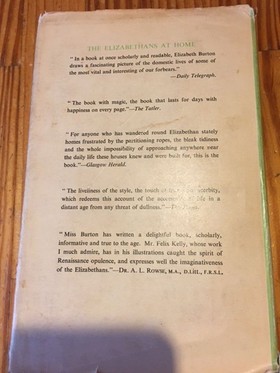 THE ELIZABETHANS AT HOME
" In a book at once scholarly and readable, Elizabeth Burton
draws a fascinating picture of the domestic lives of some of
the most vital and interesting of our forbears."
—Daily Telegraph.
" The book with magic, the book that lasts for days with
happiness on every page."—The Tatler.
" For anyone who has wandered round Elizabethan stately
homes frustrated by the partitioning ropes, the bleak tidiness
and the whole impossibility of approaching anywhere near
the daily life these houses knew and were built for, this is the
book."—Glasgow Herald.
" The liveliness of the style, the touch of
which redeems this account of the life in a
distant age from any threat of dullness."—
" Miss Burton has written a delightful book, scholarly,
informative and true to the age. Mr. Felix Kelly, whose work
I much admire, has in his illustrations caught the spirit of
Renaissance opulence, and expresses well the imaginativeness
of the Elizabethans."—DR. A. L. ROWSE, M.A., D.Litt., F.R.S.L.